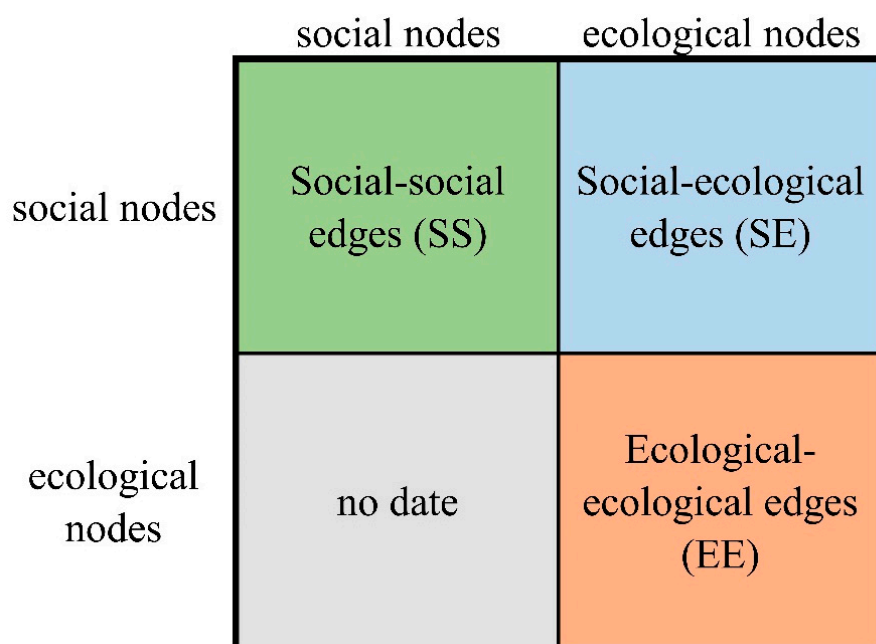 social nodes
ecological nodes
social nodes
Social-social
edges (SS)
Social-ecological
edges (SE)
ecological
nodes
no date
Ecological-
ecological edges
(EE)